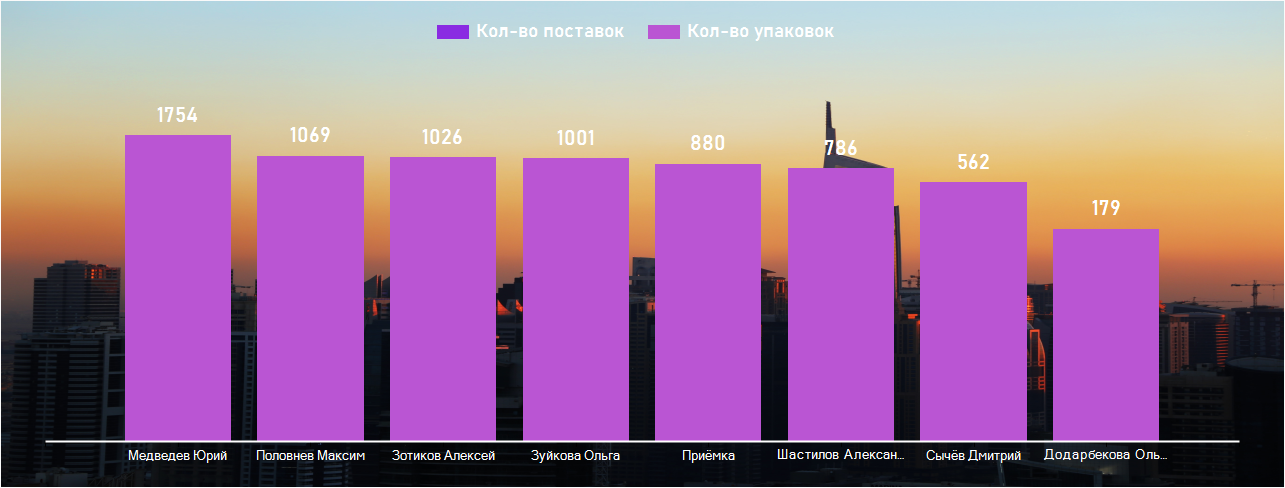 Кол-во поставок Кол-во упаковок
1754 1069 1026 1001 880 786 562 179
Медведев Юрий Половнев Максим Зотиков Алексей Зуйкова Ольга Приёмка Шастилов Алексан... Сычёв Дмитрий Додарбекова Оль...